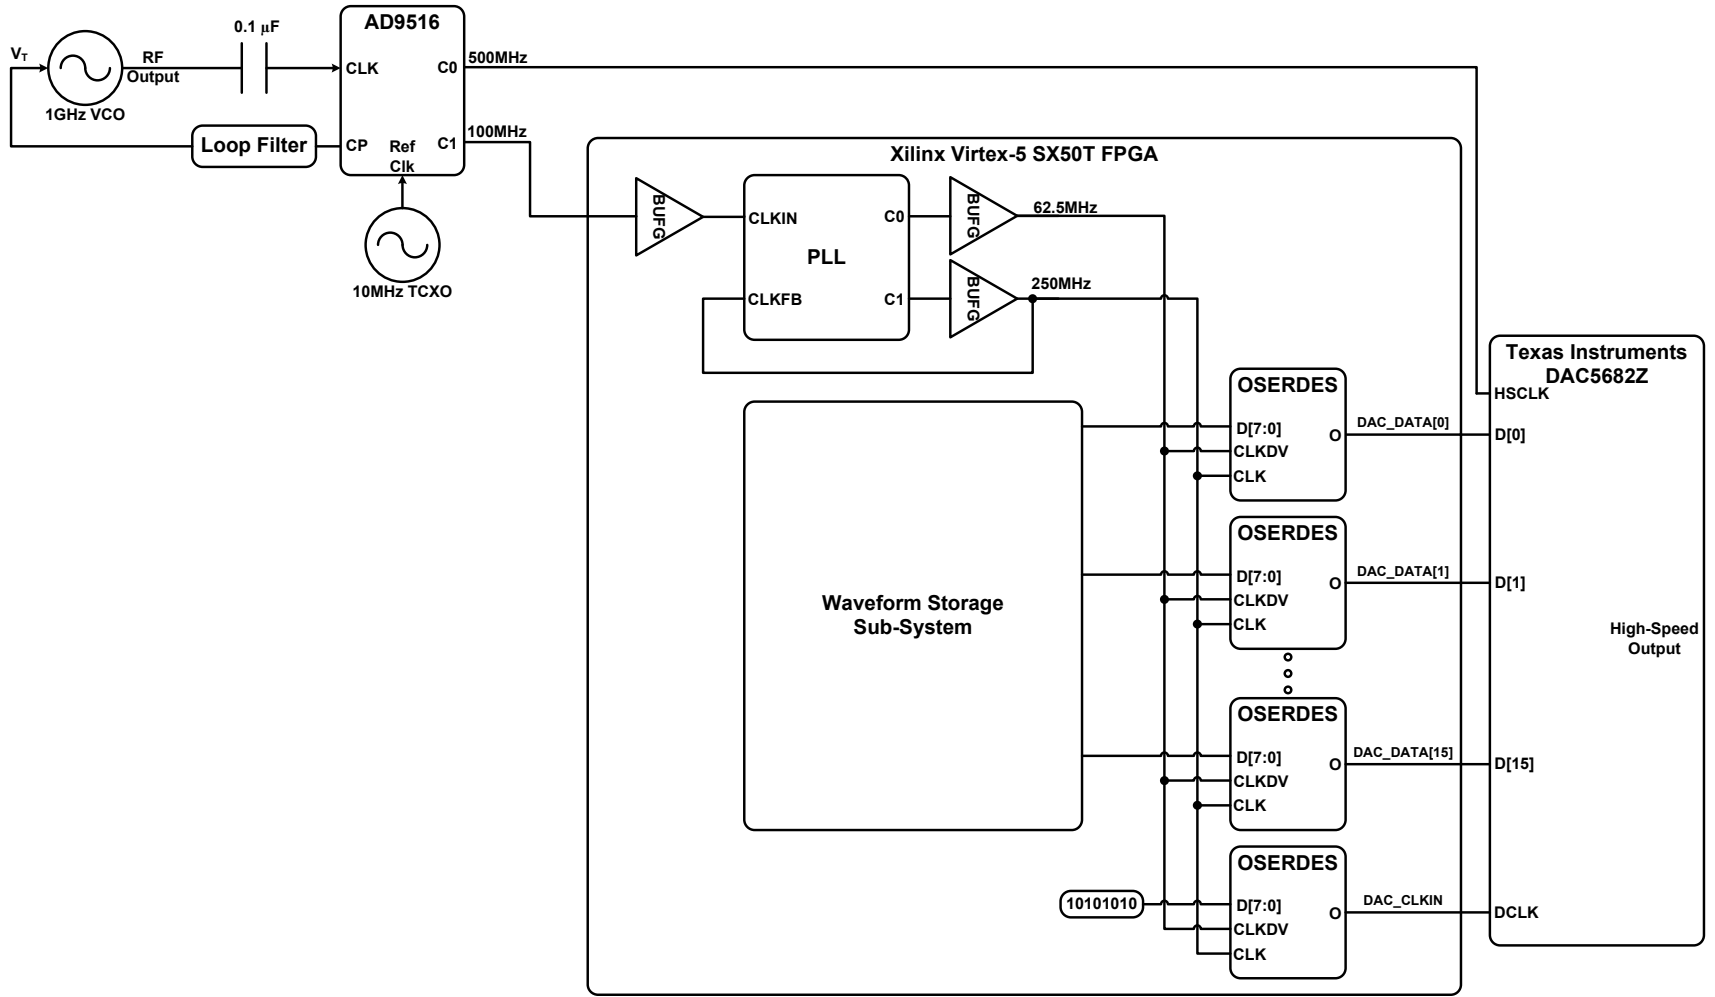 AD9516
0.1 µF
VT
RF
Output
CLK
C0
500MHz
1GHz VCO
Loop Filter
CP
Ref
Clk
C1
100MHz
10MHz TCXO
Xilinx Virtex-5 SX50T FPGA
BUFG
CLKIN
C0
BUFG
62.5MHz
PLL
CLKFB
C1
BUFG
250MHz
Waveform Storage
Sub-System
OSERDES
D[7:0]
CLKDV
CLK
O
DAC_DATA[0]
OSERDES
D[7:0]
CLKDV
CLK
O
DAC_DATA[1]
OSERDES
D[7:0]
CLKDV
CLK
O
DAC_DATA[15]
10101010
OSERDES
D[7:0]
CLKDV
CLK
O
DAC_CLKIN
Texas Instruments
DAC5682Z
HSCLK
D[0]
D[1]
High-Speed
Output
D[15]
DCLK